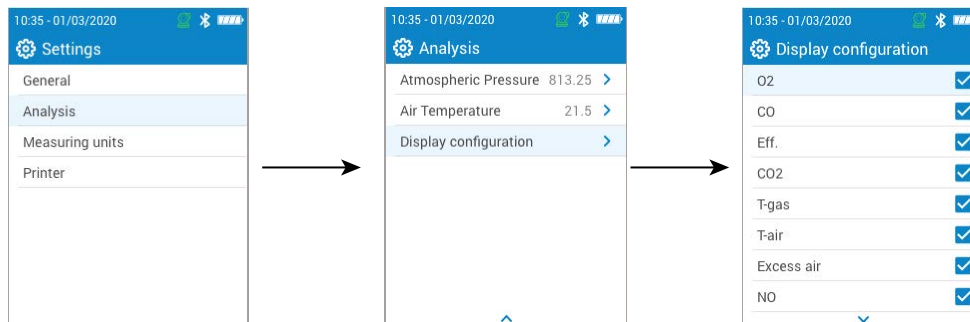 10:35 - 01/03/2020
Settings
General
Analysis
Measuring units
Printer
10:35 - 01/03/2020
Analysis
Atmospheric Pressure 813.25
Air Temperature 21.5
Display configuration
10:35 - 01/03/2020
Display configuration
O2
CO
Eff.
CO2
T-gas
T-air
Excess air
NO